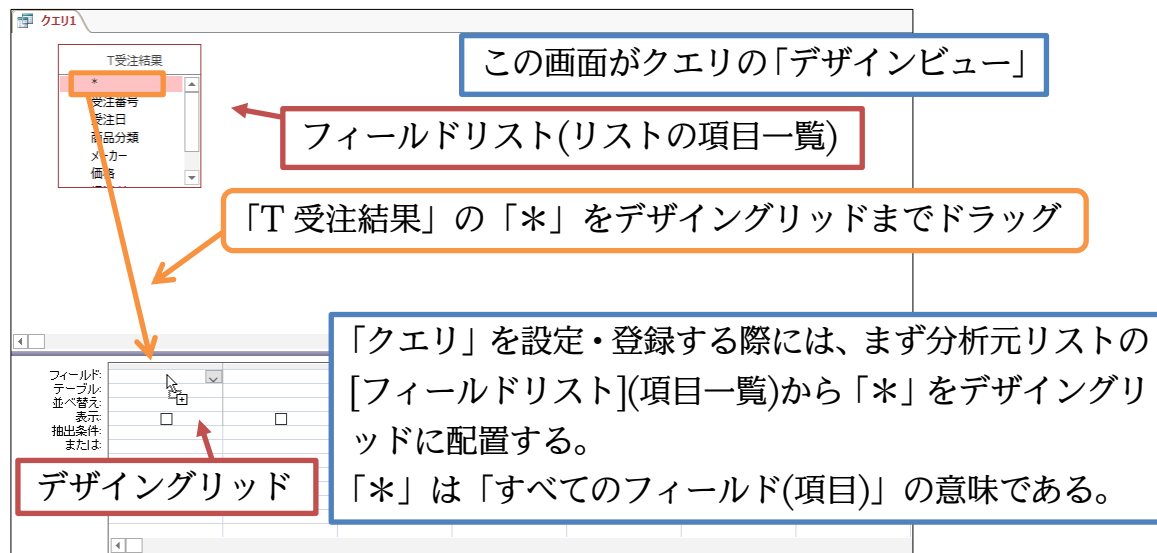 クエリ1
T受注結果
*
受注番号
受注日
商品分類
メーカー
価格
この画面がクエリの「デザインビュー」
フィールドリスト(リストの項目一覧)
「T 受注結果」の「＊」をデザイングリッドまでドラッグ
フィールド:
テーブル:
並べ替え:
表示:
抽出条件:
または:
デザイングリッド
「クエリ」を設定・登録する際には、まず分析元リストの
[フィールドリスト](項目一覧)から「＊」をデザイングリ
ッドに配置する。
「＊」は「すべてのフィールド(項目)」の意味である。